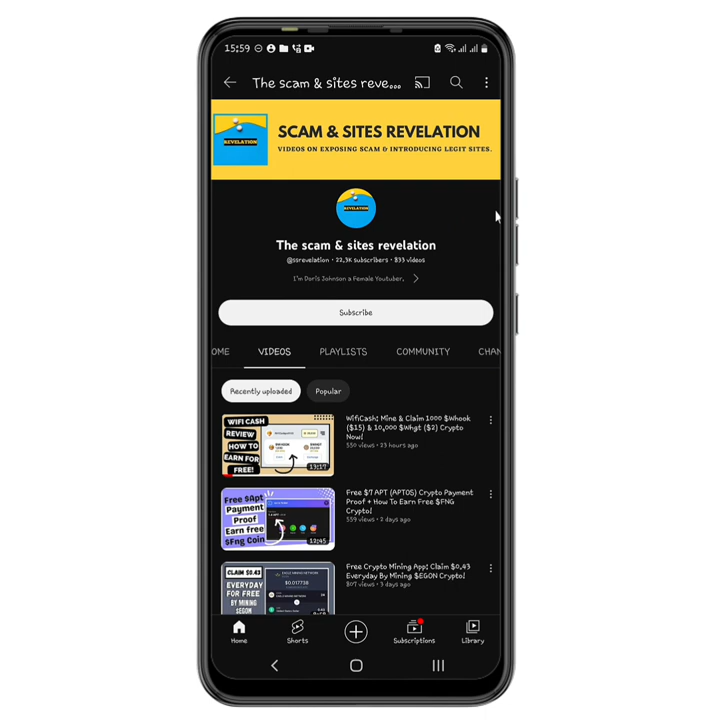 15:59
The scam & sites reve...
REVELATION
SCAM & SITES REVELATION
VIDEOS ON EXPOSING SCAM & INTRODUCING LEGIT SITES.
REVELATION
The scam & sites revelation
@ssrevelation • 22.3K subscribers • 833 videos
I'm Doris Johnson a Female Youtuber,
Subscribe
OME VIDEOS PLAYLISTS COMMUNITY CHAN
Recently uploaded Popular
WIFI CASH
REVIEW
HOW TO
EARN FOR
FREE!
13:17
WifiCash: Mine & Claim 1000 $Whook
($15) & 10,000 $Whgt ($2) Crypto
Now!
550 views • 23 hours ago
Free $Apt
Payment
Proof
Earn free
$Fng Coin
12:45
Free $7 APT (APTOS) Crypto Payment
Proof + How To Earn Free $FNG
Crypto!
559 views • 2 days ago
CLAIM $0.43
EVERYDAY
FOR FREE
BY MINING
$EGON
$0.017738
Free Crypto Mining App: Claim $0.43
Everyday By Mining $EGON Crypto!
807 views • 3 days ago
Home Shorts Subscriptions Library